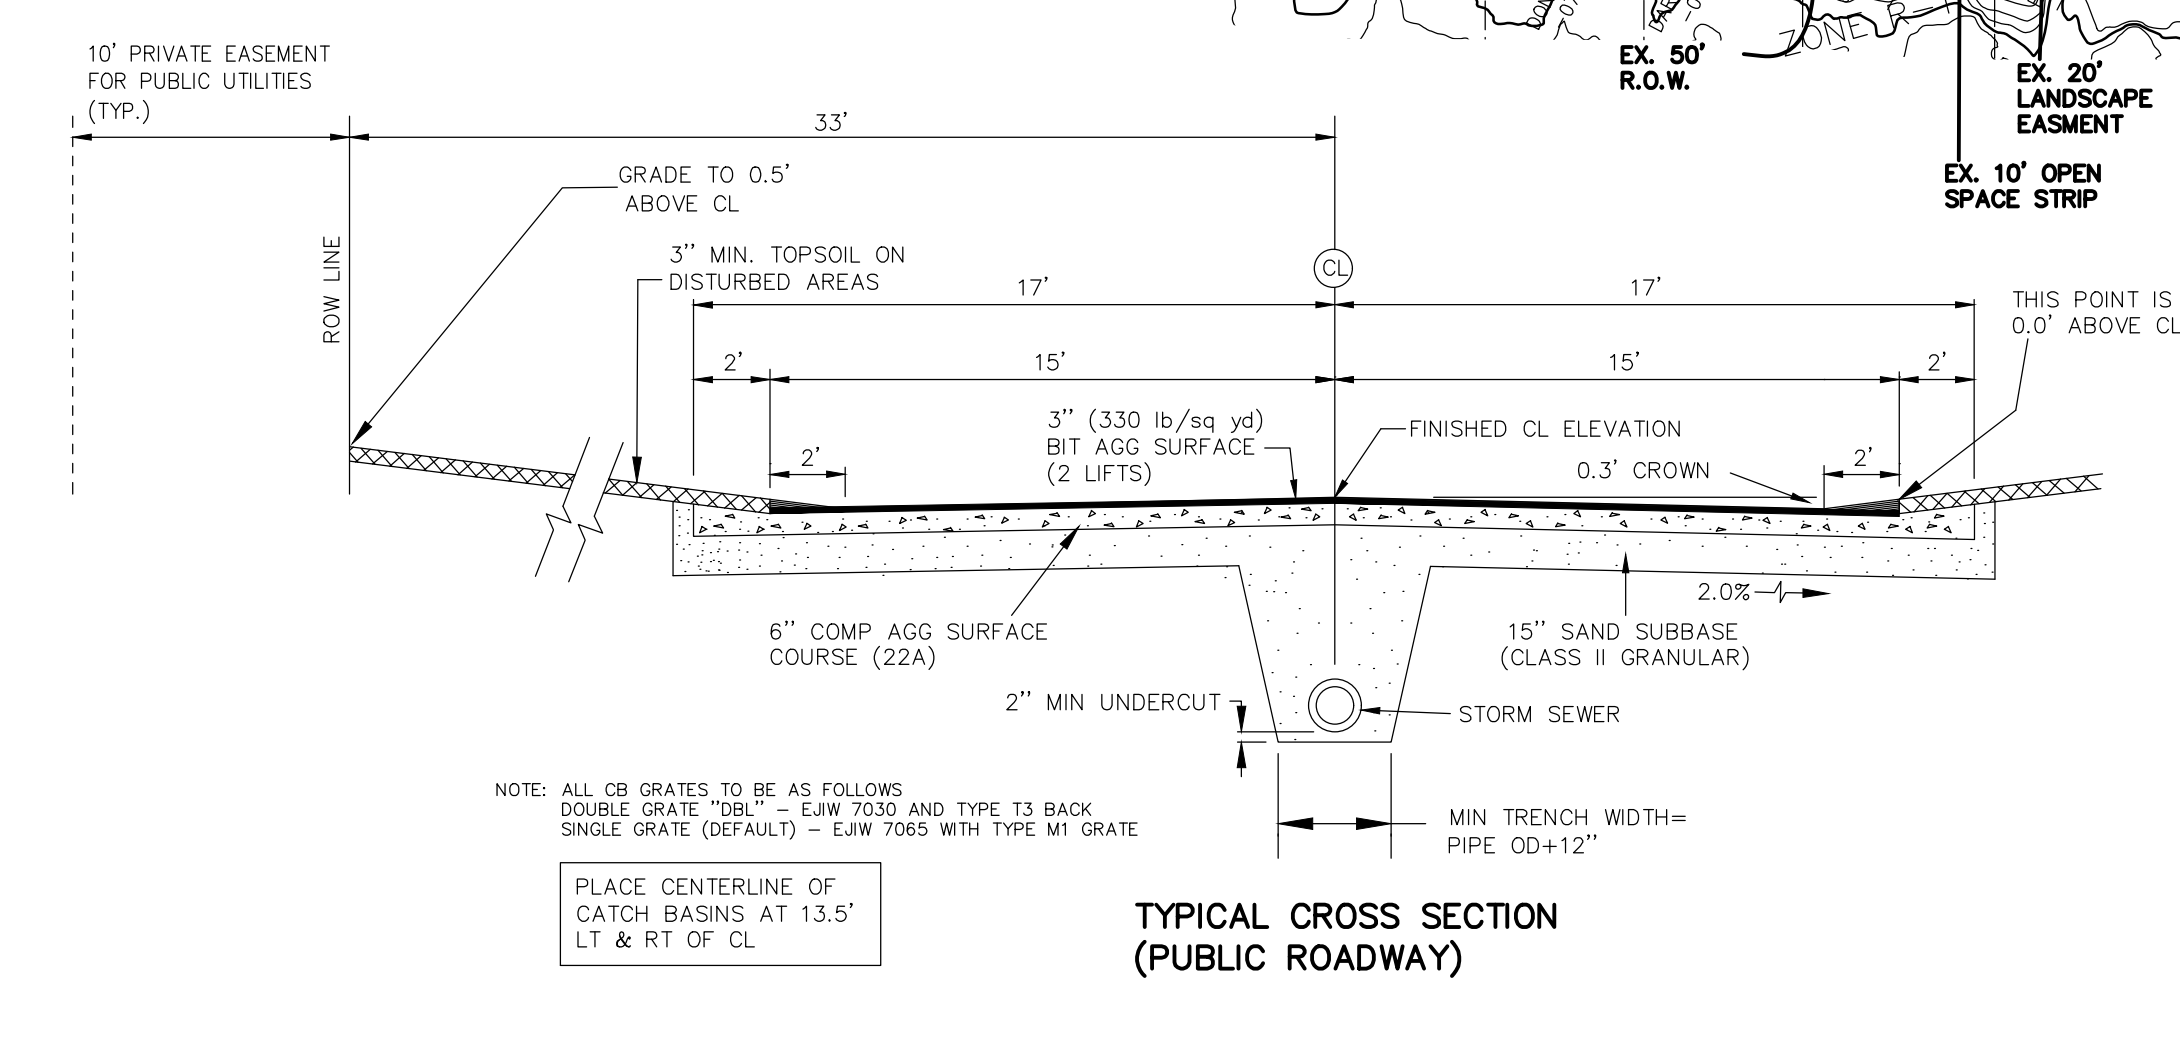 10' PRIVATE EASEMENT
FOR PUBLIC UTILITIES
(TYP.)
33'
EX. 50'
R.O.W.
ZONE R-1
EX. 20'
LANDSCAPE
EASMENT
EX. 10' OPEN
SPACE STRIP
GRADE TO 0.5'
ABOVE CL
ROW LINE
3" MIN. TOPSOIL ON
DISTURBED AREAS
CL
17'
17'
THIS POINT IS
0.0' ABOVE CL
2'
15'
15'
2'
3" (330 lb/sq yd)
BIT AGG SURFACE
(2 LIFTS)
FINISHED CL ELEVATION
2'
0.3' CROWN
2'
2.0%
6" COMP AGG SURFACE
COURSE (22A)
15" SAND SUBBASE
(CLASS II GRANULAR)
2" MIN UNDERCUT
STORM SEWER
NOTE: ALL CB GRATES TO BE AS FOLLOWS
DOUBLE GRATE "DBL" - EJIW 7030 AND TYPE T3 BACK
SINGLE GRATE (DEFAULT) - EJIW 7065 WITH TYPE M1 GRATE
MIN TRENCH WIDTH=
PIPE OD+12"
PLACE CENTERLINE OF
CATCH BASINS AT 13.5'
LT & RT OF CL
TYPICAL CROSS SECTION
(PUBLIC ROADWAY)